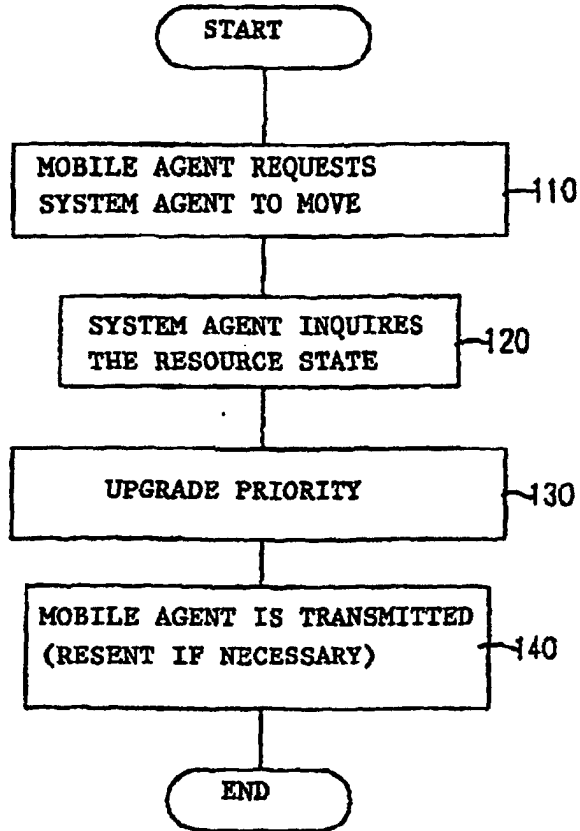 START
MOBILE AGENT REQUESTS
SYSTEM AGENT TO MOVE
110
SYSTEM AGENT INQUIRES
THE RESOURCE STATE
120
UPGRADE PRIORITY
130
MOBILE AGENT IS TRANSMITTED
(RESENT IF NECESSARY)
140
END